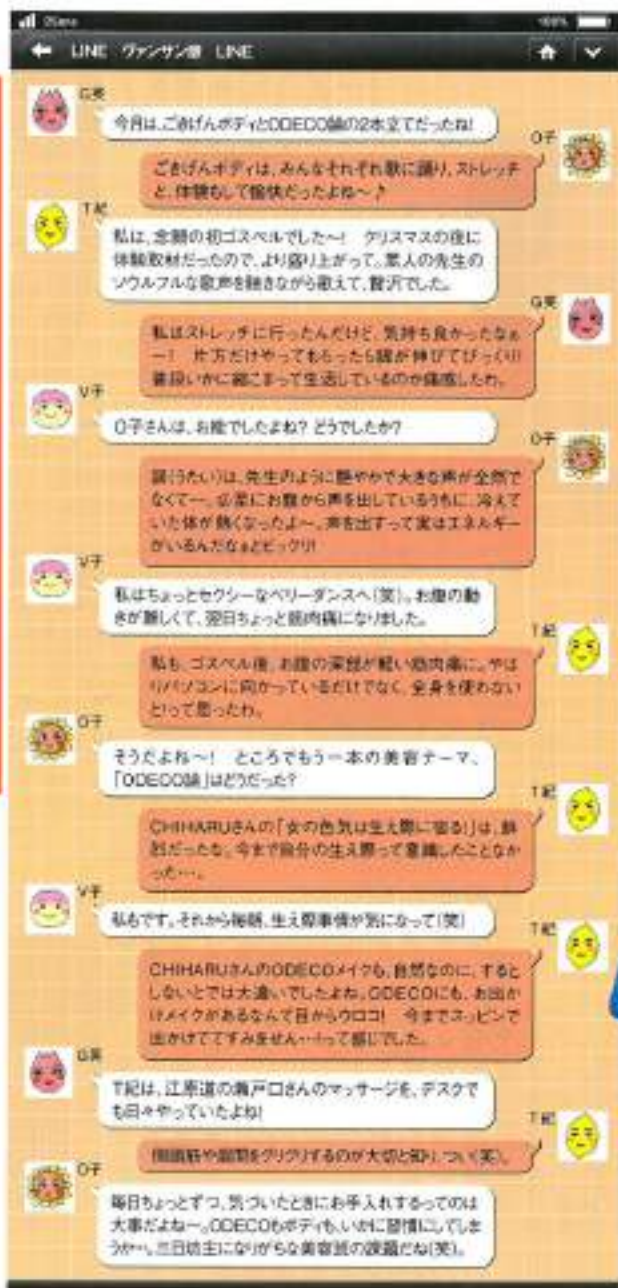 LINE ヴァンサン部 LINE
G美
今月は、ごきげんボディとODECO論の2本立てだったね!
O子
ごきげんボディは、みんなそれぞれ歌に踊り、ストレッチ
と、体験もして愉快だったよね〜♪
T紀
私は、念願の初ゴスペルでした〜! クリスマスの後に
体験取材だったので、より盛り上がって。黒人の先生の
ソウルフルな歌声を聴きながら歌えて、贅沢でした。
G美
私はストレッチに行ったんだけど、気持ち良かったなぁ
ー! 片方だけやってもらったら腕が伸びてびっくり!
普段いかに縮こまって生活しているのか痛感したわ。
V子
O子さんは、お謡でしたよね? どうでしたか?
O子
謡(うたい)は、先生のように艶やかで大きな声が全然で
なくてー。必至にお腹から声を出しているうちに、冷えて
いた体が熱くなったよ〜。声を出すって実はエネルギー
がいるんだなぁとビックリ!
V子
私はちょっとセクシーなベリーダンスへ(笑)。お腹の動
きが難しくて、翌日ちょっと筋肉痛になりました。
T紀
私も、ゴスペル後、お腹の深部が軽い筋肉痛に。やは
りパソコンに向かっているだけでなく、全身を使わない
とって思ったわ。
O子
そうだよね〜! ところでもう一本の美容テーマ、
「ODECO論」はどうだった?
T紀
CHIHARUさんの「女の色気は生え際に宿る!」は、鮮
烈だったな。今まで自分の生え際って意識したことなか
った…。
V子
私もです。それから毎朝、生え際事情が気になって(笑)
T紀
CHIHARUさんのODECOメイクも、自然なのに、すると
しないとでは大違いでしたよね。ODECOにも、お出か
けメイクがあるなんて目からウロコ! 今までスッピンで
出かけててすみません…!って感じでした。
G美
T紀は、江原道の瀬戸口さんのマッサージを、デスクで
も日々やっていたよね!
T紀
側頭筋や眉間をグリグリするのが大切と知り、つい(笑)。
O子
毎日ちょっとずつ、気づいたときにお手入れするってのは
大事だよね〜。ODECOもボディも、いかに習慣にしてしま
うか…。三日坊主になりがちな美容班の課題だね(笑)。